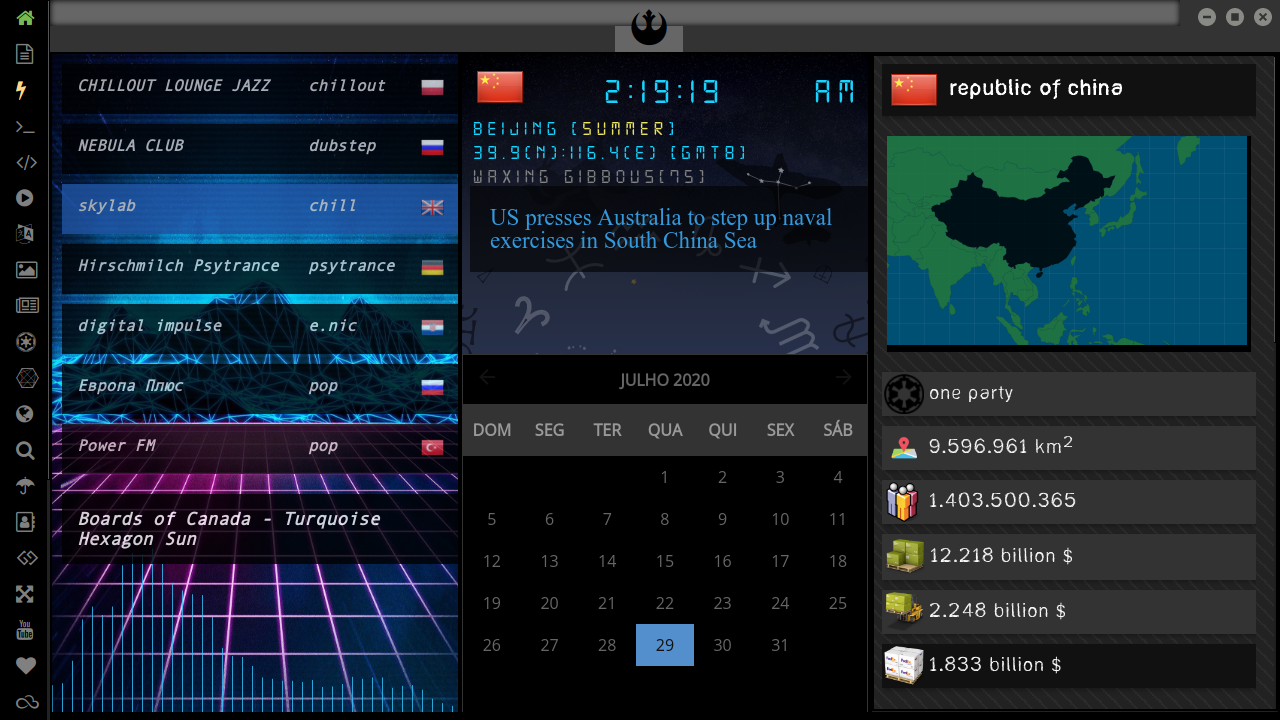 CHILLOUT LOUNGE JAZZ chillout
NEBULA CLUB dubstep
skylab chill
Hirschmilch Psytrance psytrance
digital impulse e.nic
Европа Плюс pop
Power FM pop
Boards of Canada - Turquoise
Hexagon Sun
2:19:19 AM
BEIJING [SUMMER]
39.9(N):116.4(E) [GMT8]
WAXING GIBBOUS[75]
US presses Australia to step up naval
exercises in South China Sea
JULHO 2020
DOM SEG TER QUA QUI SEX SÁB
1 2 3 4
5 6 7 8 9 10 11
12 13 14 15 16 17 18
19 20 21 22 23 24 25
26 27 28 29 30 31
republic of china
one party
9.596.961 km²
1.403.500.365
12.218 billion $
2.248 billion $
1.833 billion $